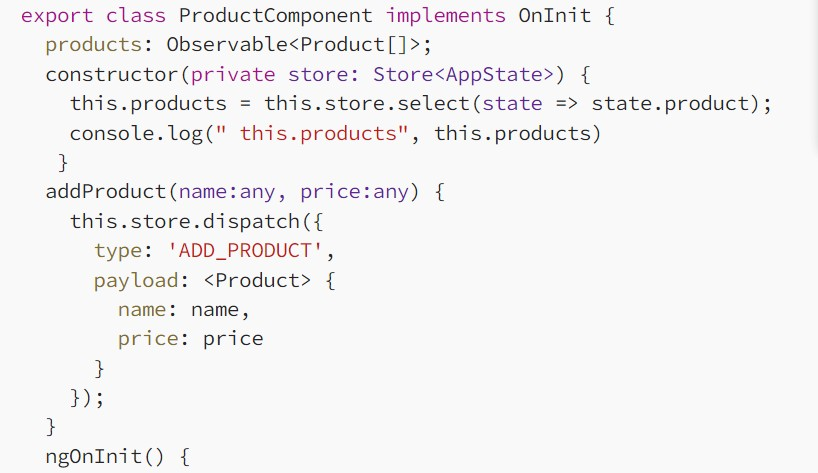 export class ProductComponent implements OnInit {
  products: Observable<Product[]>;
  constructor(private store: Store<AppState>) {
    this.products = this.store.select(state => state.product);
    console.log(" this.products", this.products)
   }
  addProduct(name:any, price:any) {
    this.store.dispatch({
      type: 'ADD_PRODUCT',
      payload: <Product> {
        name: name,
        price: price
      }
    });
  }
  ngOnInit() {